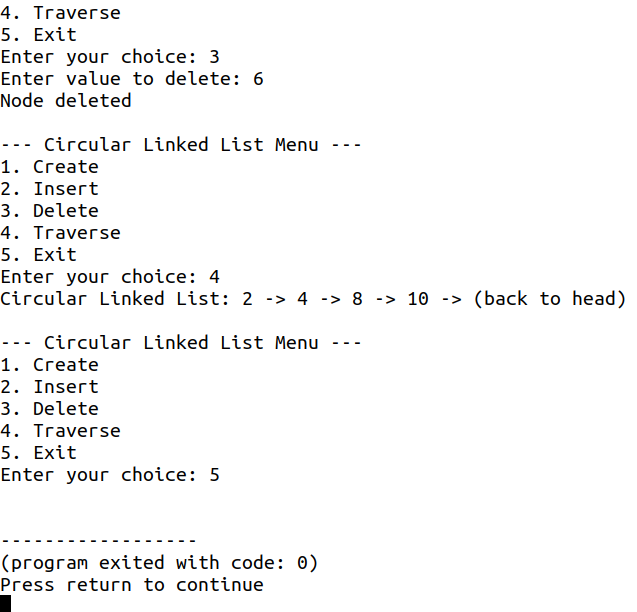 4. Traverse
5. Exit
Enter your choice: 3
Enter value to delete: 6
Node deleted
--- Circular Linked List Menu ---
1. Create
2. Insert
3. Delete
4. Traverse
5. Exit
Enter your choice: 4
Circular Linked List: 2 -> 4 -> 8 -> 10 -> (back to head)
--- Circular Linked List Menu ---
1. Create
2. Insert
3. Delete
4. Traverse
5. Exit
Enter your choice: 5
------------------
(program exited with code: 0)
Press return to continue